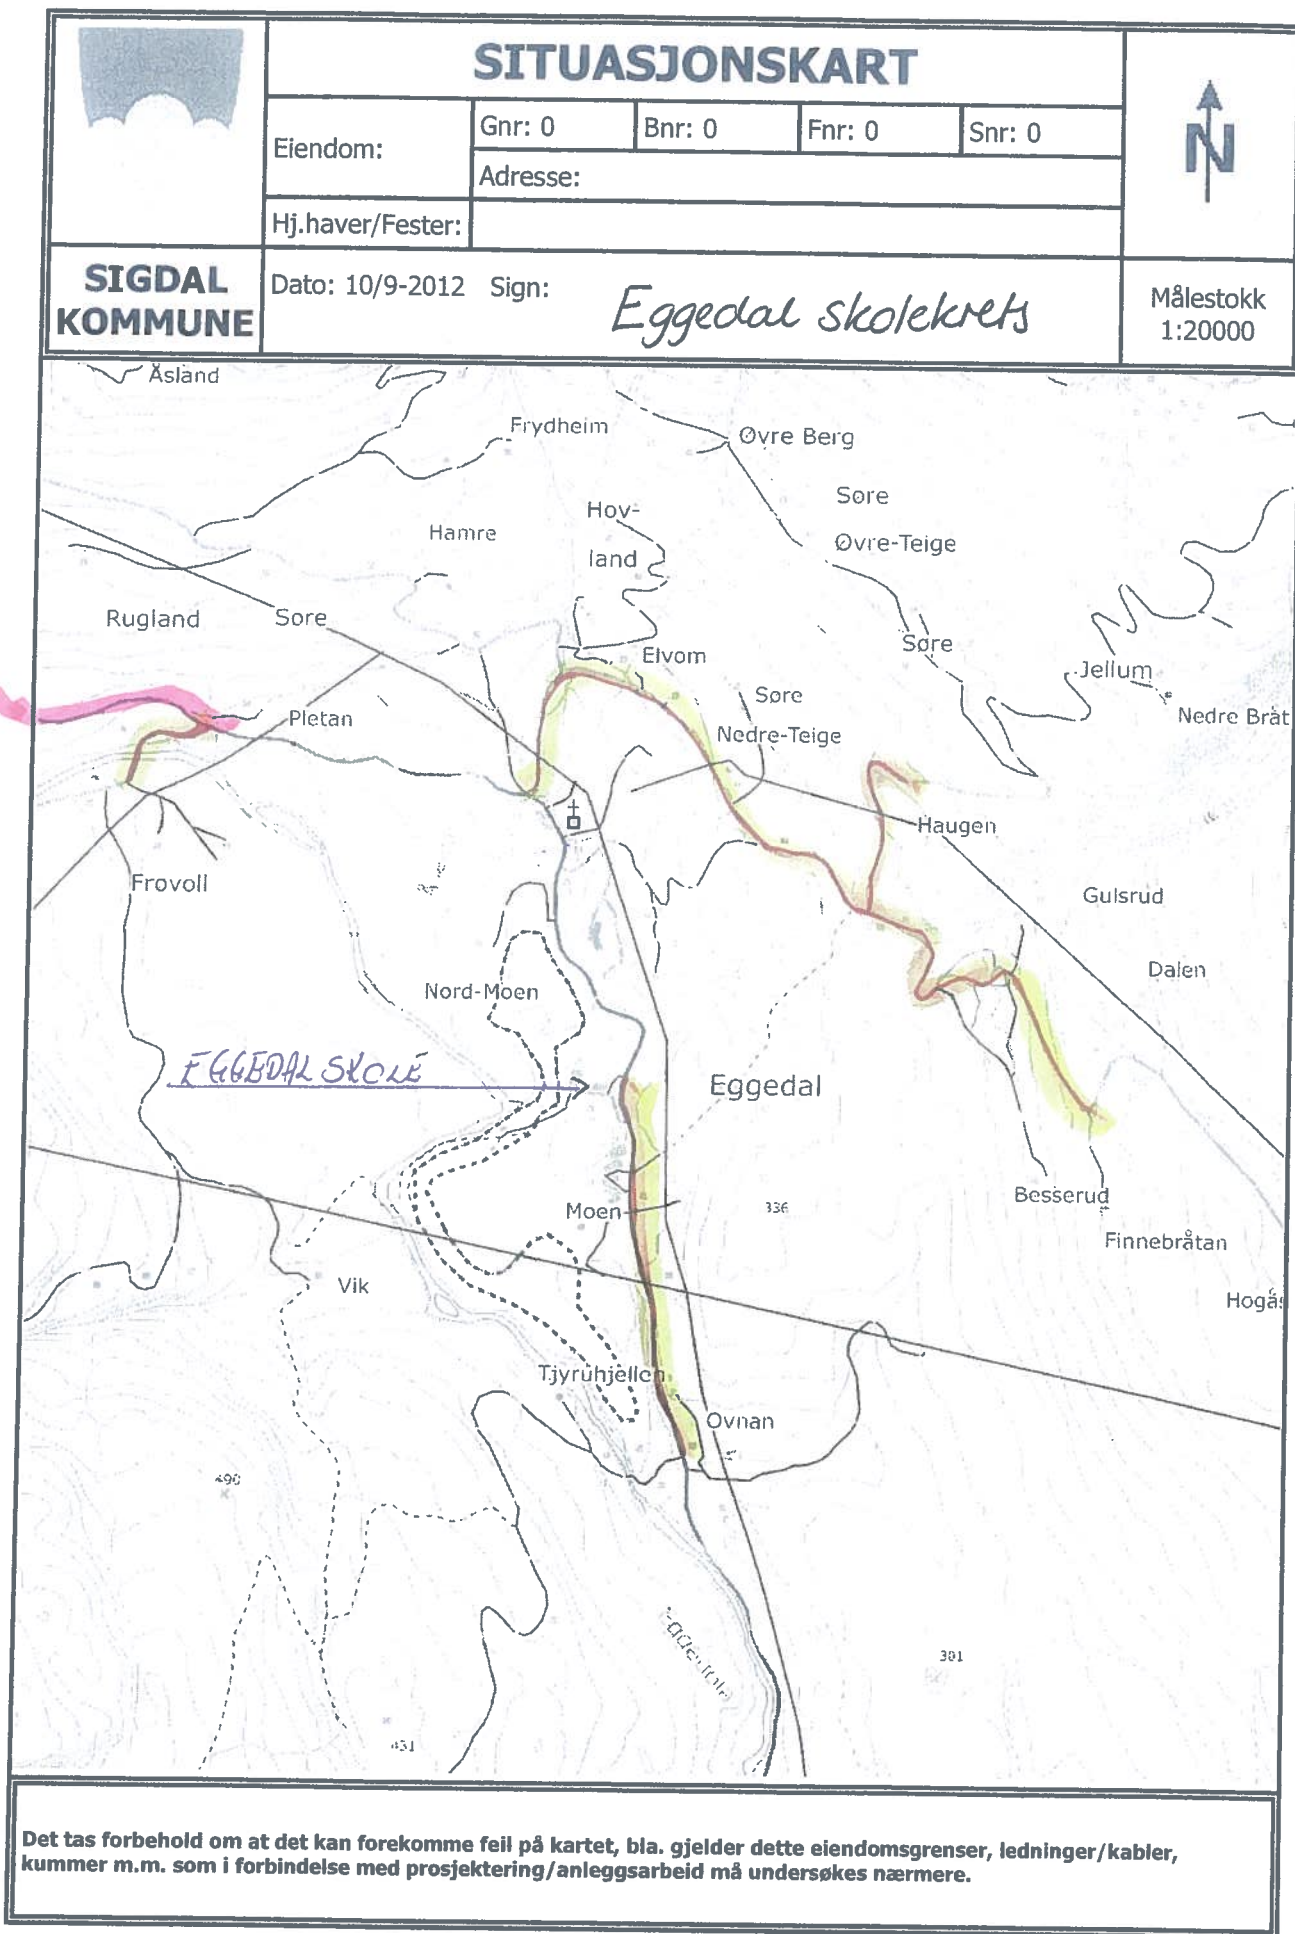 SITUASJONSKART
Eiendom:
Gnr: 0
Bnr: 0
Fnr: 0
Snr: 0
Adresse:
Hj.haver/Fester:
N
SIGDAL
KOMMUNE
Dato: 10/9-2012 Sign:
Eggedal skolekrets
Målestokk
1:20000
Åsland
Frydheim
Øvre Berg
Søre
Øvre-Teige
Hov-
land
Hamre
Rugland
Sore
Elvom
Søre
Jellum
Nedre Bråt
Søre
Nedre-Teige
Pletan
Haugen
Frovoll
Gulsrud
Dalen
Nord-Moen
EGGEDAL SKOLE
Eggedal
Besserud
Moen
336
Finnebråtan
Vik
Hogås
Tjyruhjellen
Ovnan
490
391
431
Det tas forbehold om at det kan forekomme feil på kartet, bla. gjelder dette eiendomsgrenser, ledninger/kabler,
kummer m.m. som i forbindelse med prosjektering/anleggsarbeid må undersøkes nærmere.